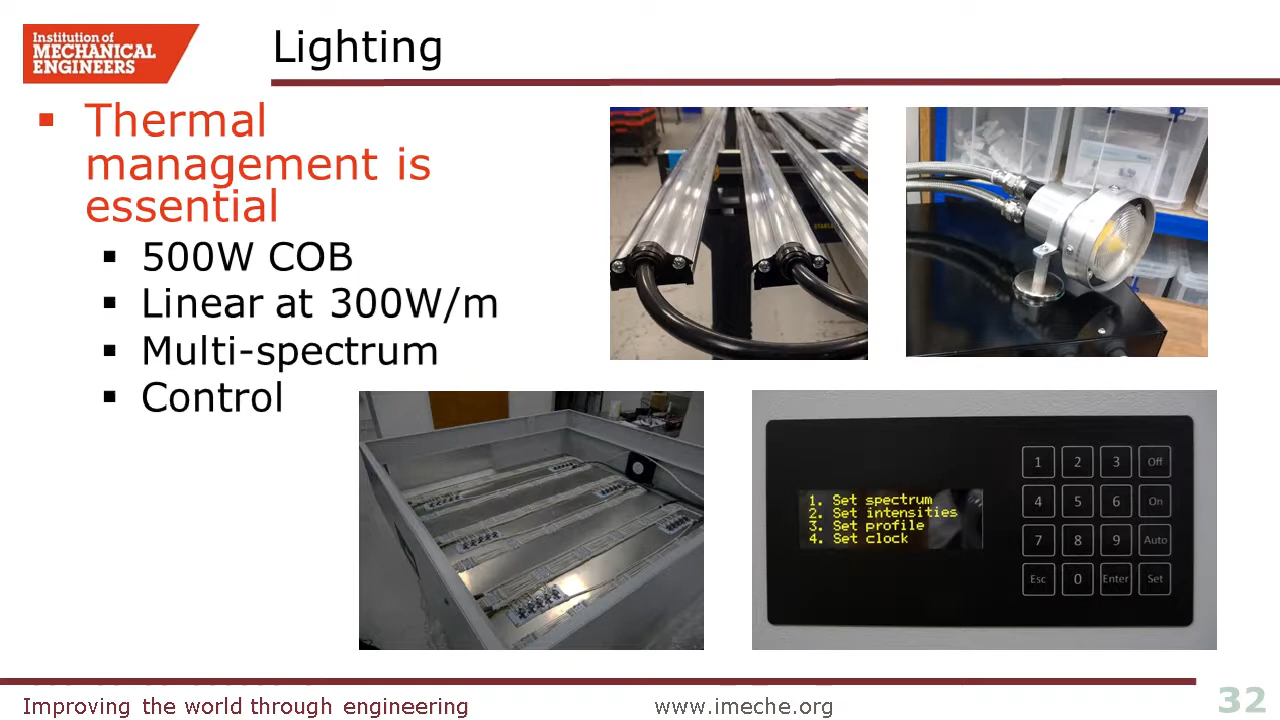 Institution of
MECHANICAL
ENGINEERS
Lighting
Thermal
management is
essential
500W COB
Linear at 300W/m
Multi-spectrum
Control
1. Set spectrum
2. Set intensities
3. Set profile
4. Set clock
1 2 3 Off
4 5 6 On
7 8 9 Auto
Esc 0 Enter Set
Improving the world through engineering
www.imeche.org
32